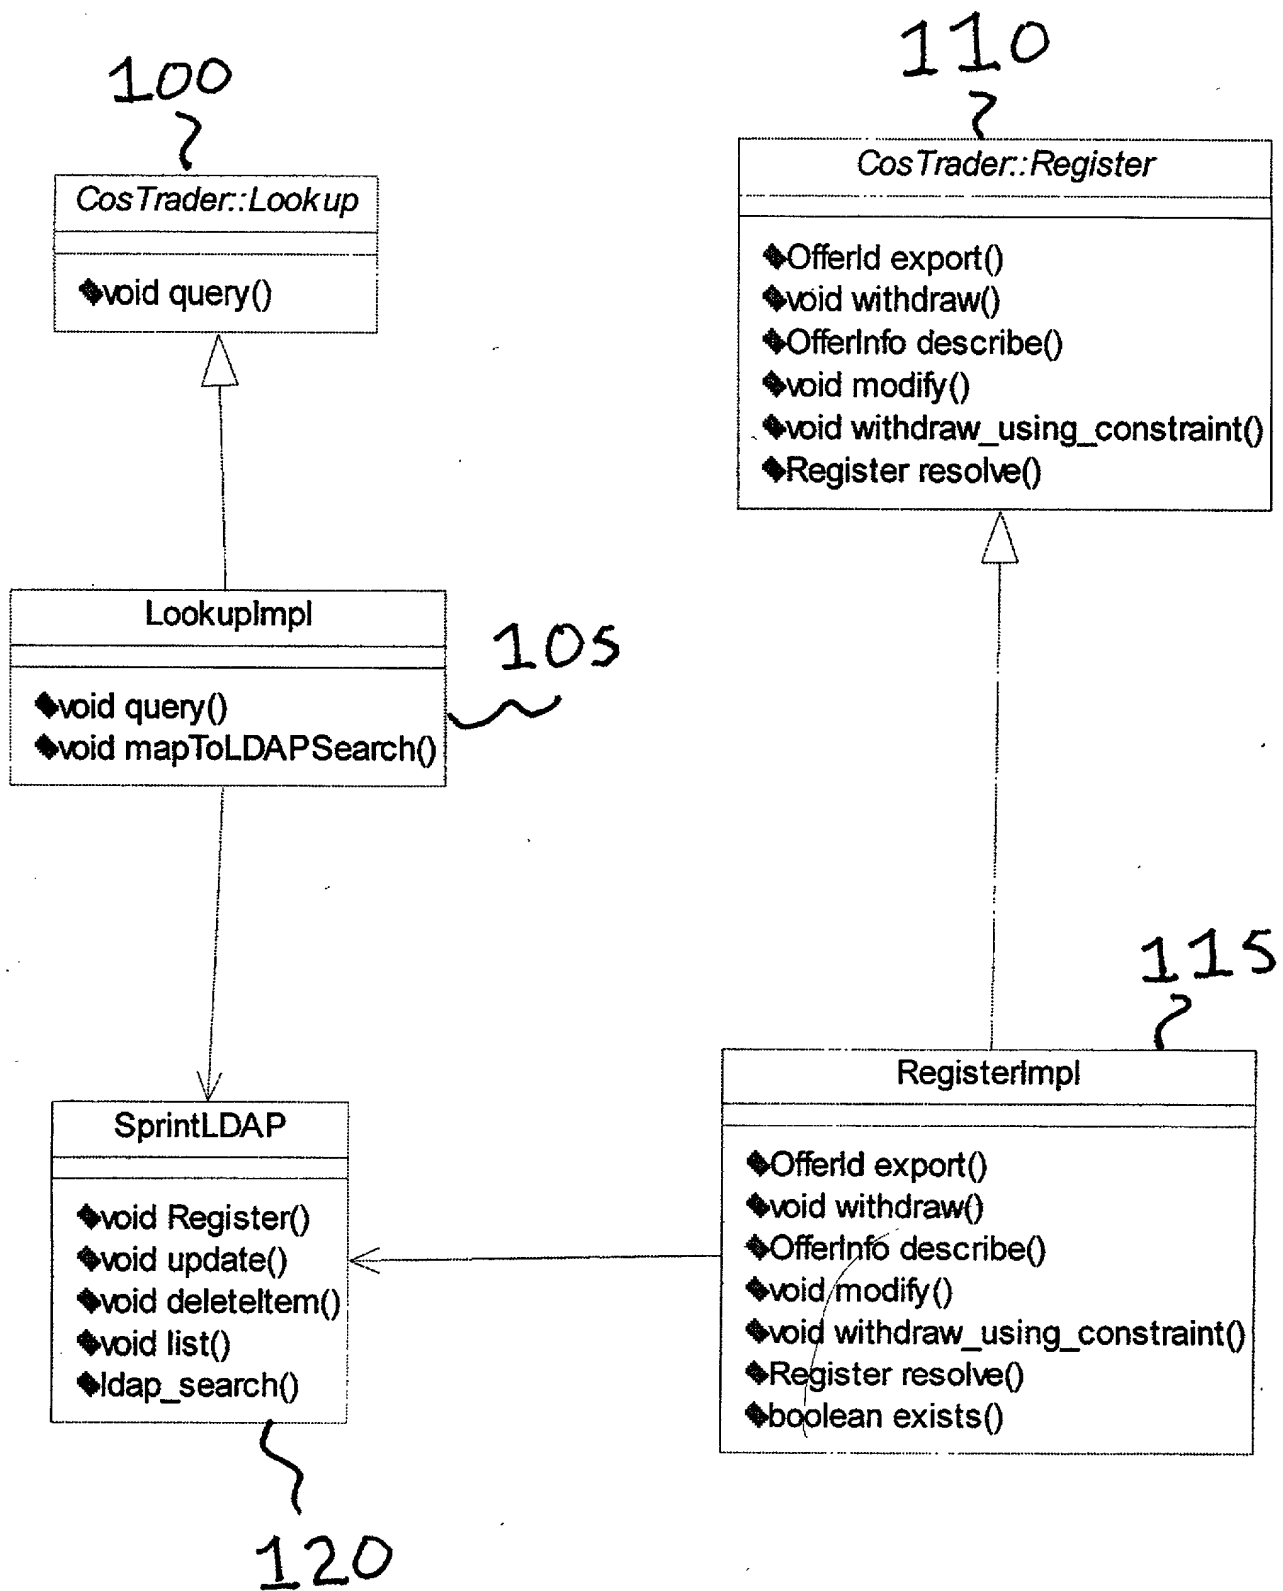 100
CosTrader::Lookup
void query()
110
CosTrader::Register
OfferId export()
void withdraw()
OfferInfo describe()
void modify()
void withdraw_using_constraint()
Register resolve()
LookupImpl
void query()
void mapToLDAPSearch()
105
SprintLDAP
void Register()
void update()
void deleteItem()
void list()
ldap_search()
120
115
RegisterImpl
OfferId export()
void withdraw()
OfferInfo describe()
void modify()
void withdraw_using_constraint()
Register resolve()
boolean exists()